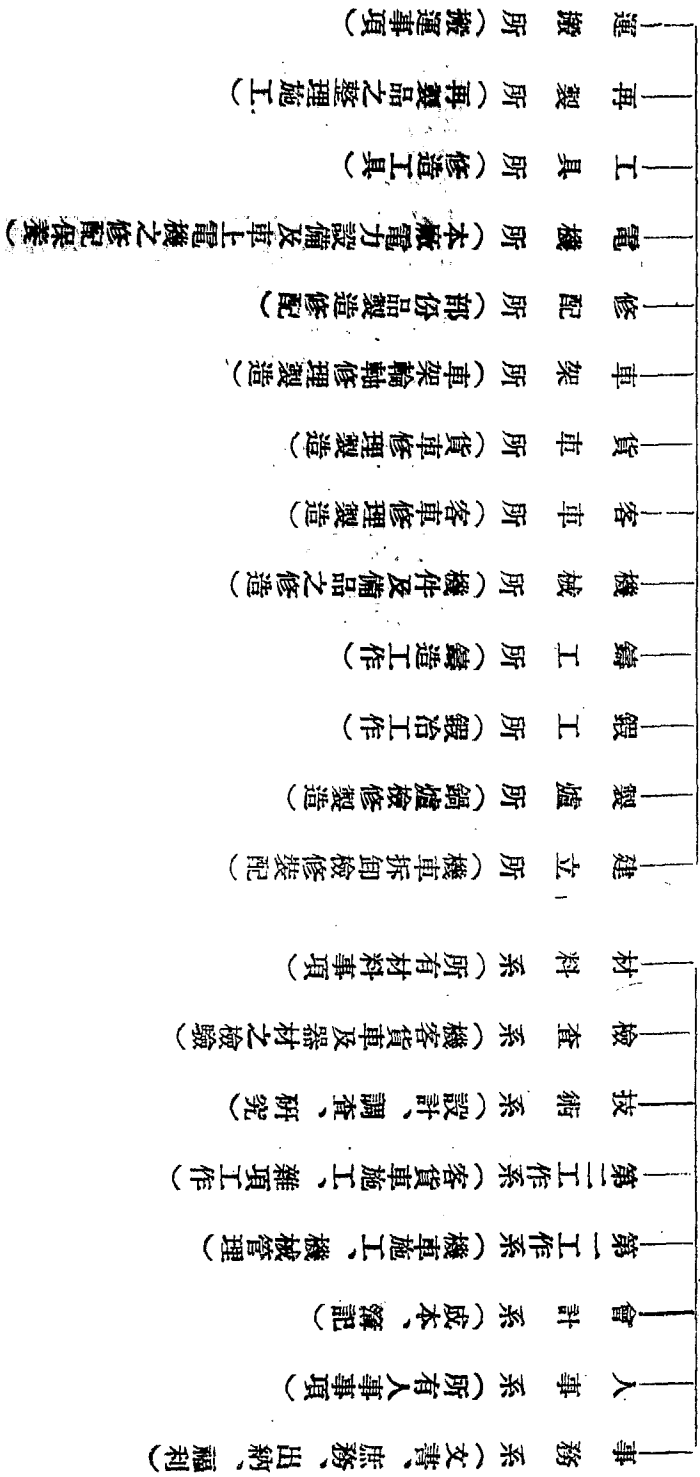 事務系（文書、庶務、出納、福利）
人事系（所有人事事項）
會計系（成本、簿記）
第一工作系（機車施工、機械管理）
第二工作系（客貨車施工、雜項工作）
技術系（設計、調查、研究）
檢查系（機客貨車及器材之檢驗）
材料系（所有材料事項）
建立所（機車拆卸檢修裝配）
製爐所（鍋爐檢修製造）
鍛工所（鍛冶工作）
鑄工所（鑄造工作）
機械所（機件及備品之修造）
客車所（客車修理製造）
貨車所（貨車修理製造）
車架所（車架輪軸修理製造）
修配所（部份品製造修配）
電機所（本廠電力設備及車上電機之修配保養）
工具所（修造工具）
再製所（再製品之整理施工）
運搬所（搬運事項）